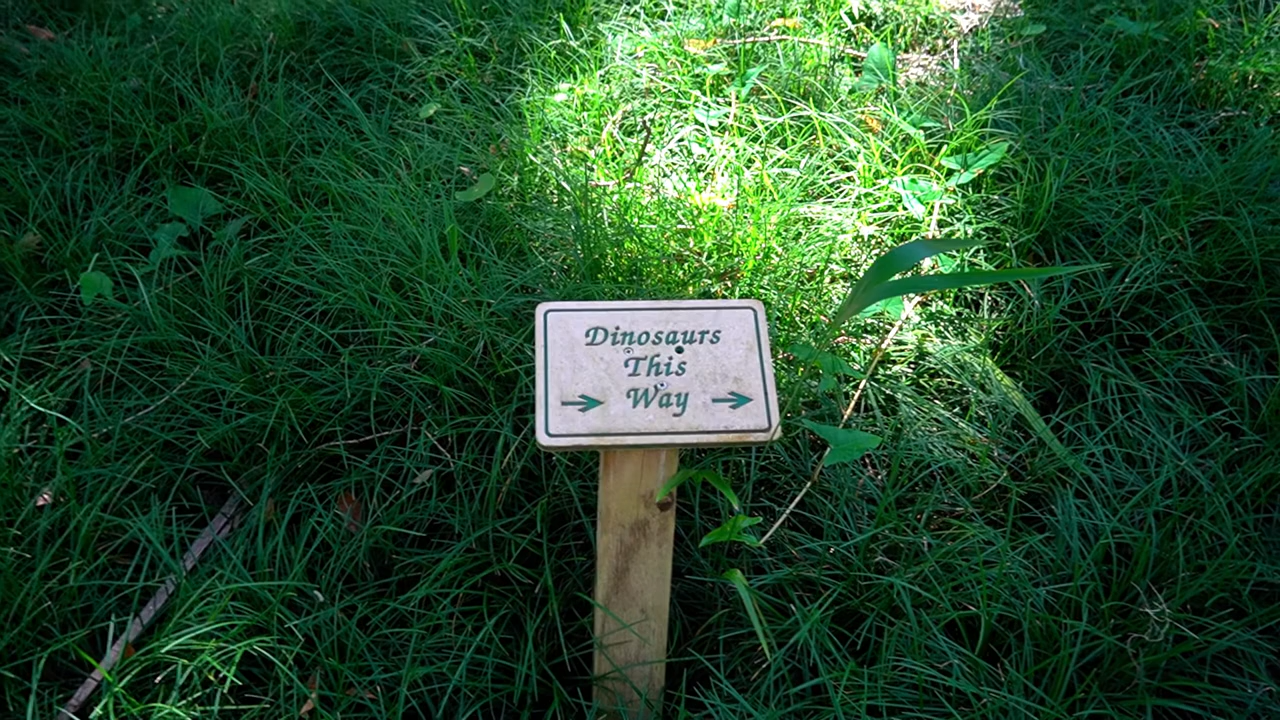 Dinosaurs
This
→ Way →